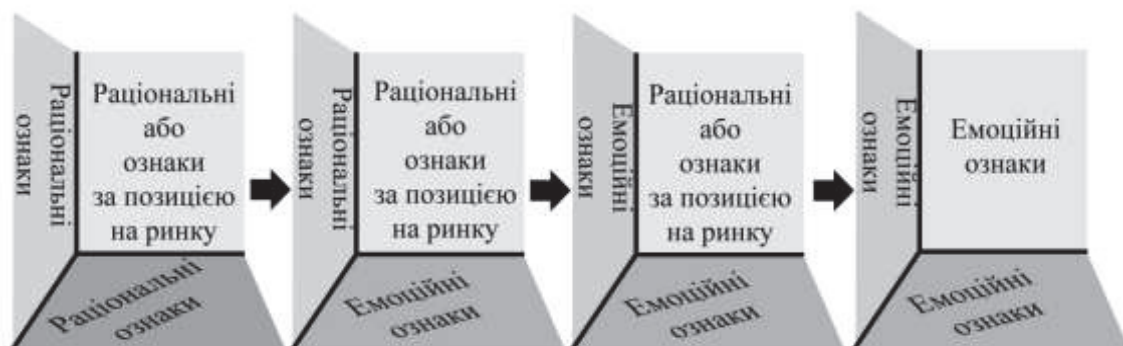 Раціональні
ознаки
Раціональні
або
ознаки
за позицією
на ринку
Раціональні
ознаки
Раціональні
ознаки
Раціональні
або
ознаки
за позицією
на ринку
Емоційні
ознаки
Емоційні
ознаки
Раціональні
або
ознаки
за позицією
на ринку
Емоційні
ознаки
Емоційні
ознаки
Емоційні
ознаки
Емоційні
ознаки